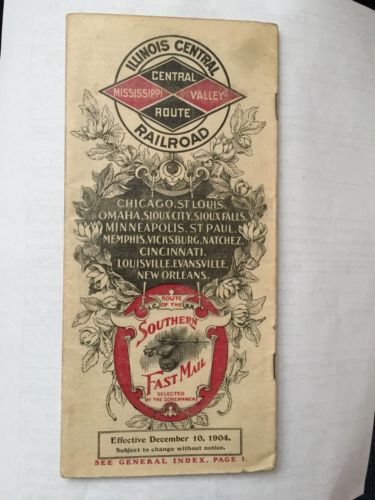 ILLINOIS CENTRAL
CENTRAL
MISSISSIPPI VALLEY
ROUTE
RAILROAD
CHICAGO, ST. LOUIS,
OMAHA, SIOUX CITY, SIOUX FALLS,
MINNEAPOLIS, ST. PAUL,
MEMPHIS, VICKSBURG, NATCHEZ,
CINCINNATI,
LOUISVILLE, EVANSVILLE,
NEW ORLEANS.
ROUTE
I.C. OF THE R.R.
SOUTHERN
FAST MAIL
SELECTED
BY THE GOVERNMENT
Effective December 10, 1904.
Subject to change without notice.
SEE GENERAL INDEX, PAGE 1.